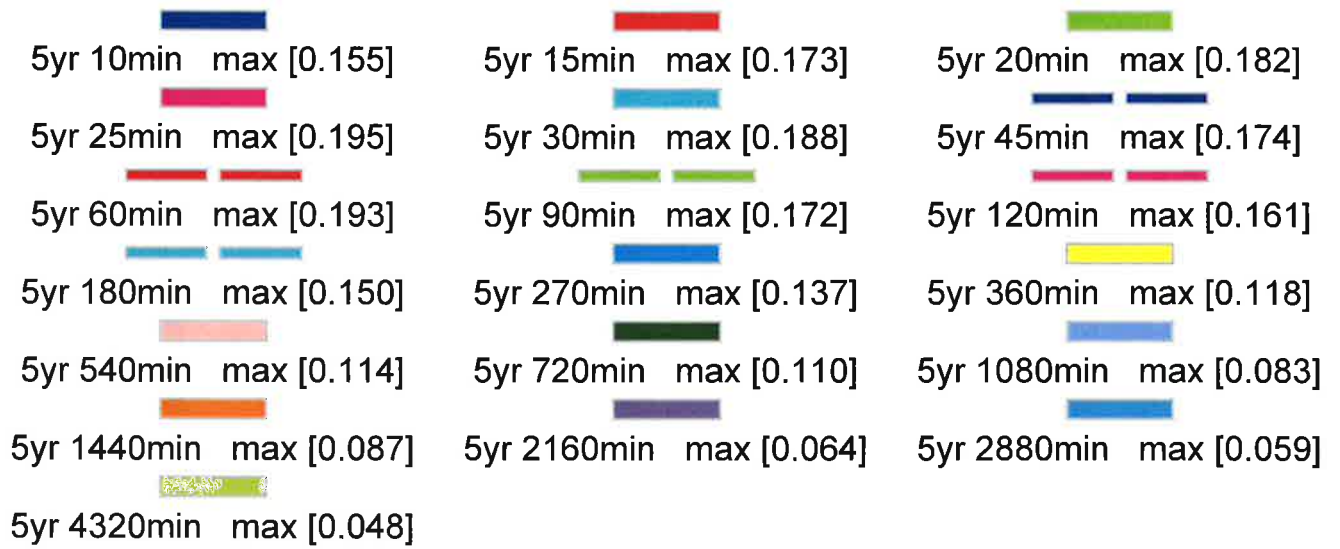 5yr 10min max [0.155] 5yr 15min max [0.173] 5yr 20min max [0.182]
5yr 25min max [0.195] 5yr 30min max [0.188] 5yr 45min max [0.174]
5yr 60min max [0.193] 5yr 90min max [0.172] 5yr 120min max [0.161]
5yr 180min max [0.150] 5yr 270min max [0.137] 5yr 360min max [0.118]
5yr 540min max [0.114] 5yr 720min max [0.110] 5yr 1080min max [0.083]
5yr 1440min max [0.087] 5yr 2160min max [0.064] 5yr 2880min max [0.059]
5yr 4320min max [0.048]